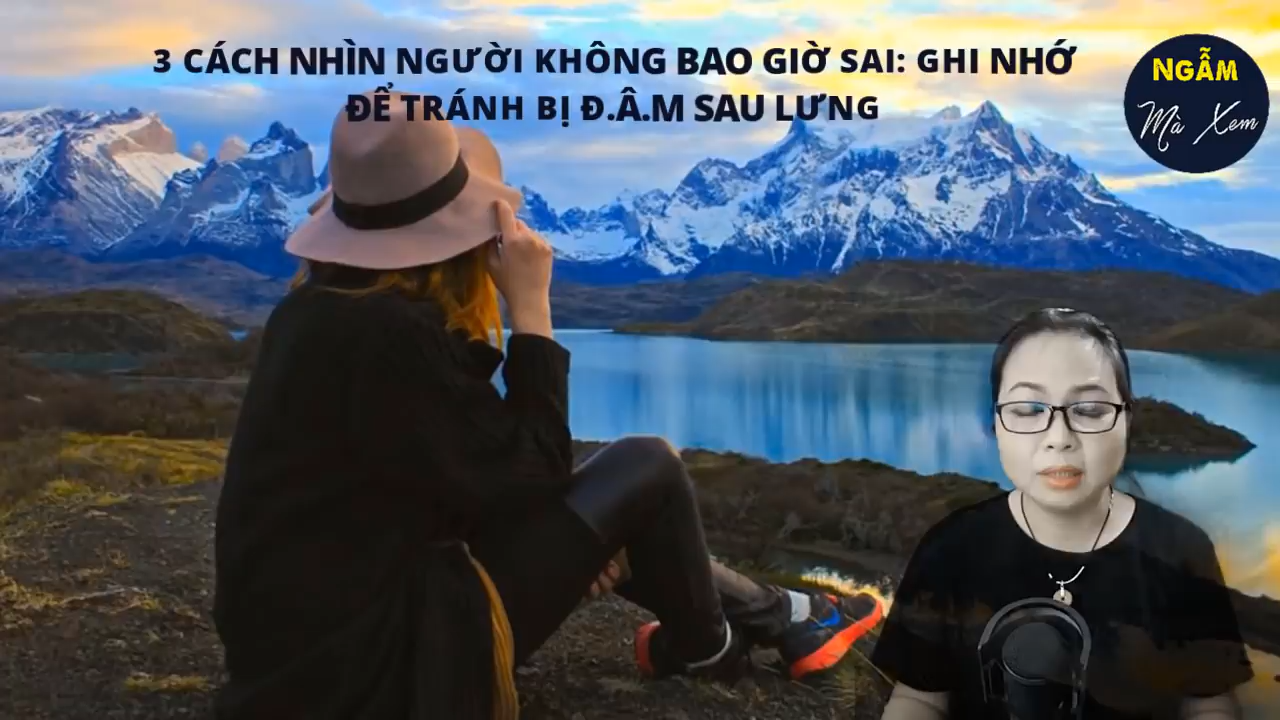 3 CÁCH NHÌN NGƯỜI KHÔNG BAO GIỜ SAI: GHI NHỚ
ĐỂ TRÁNH BỊ Đ.Â.M SAU LƯNG
NGẪM
Mà Xem